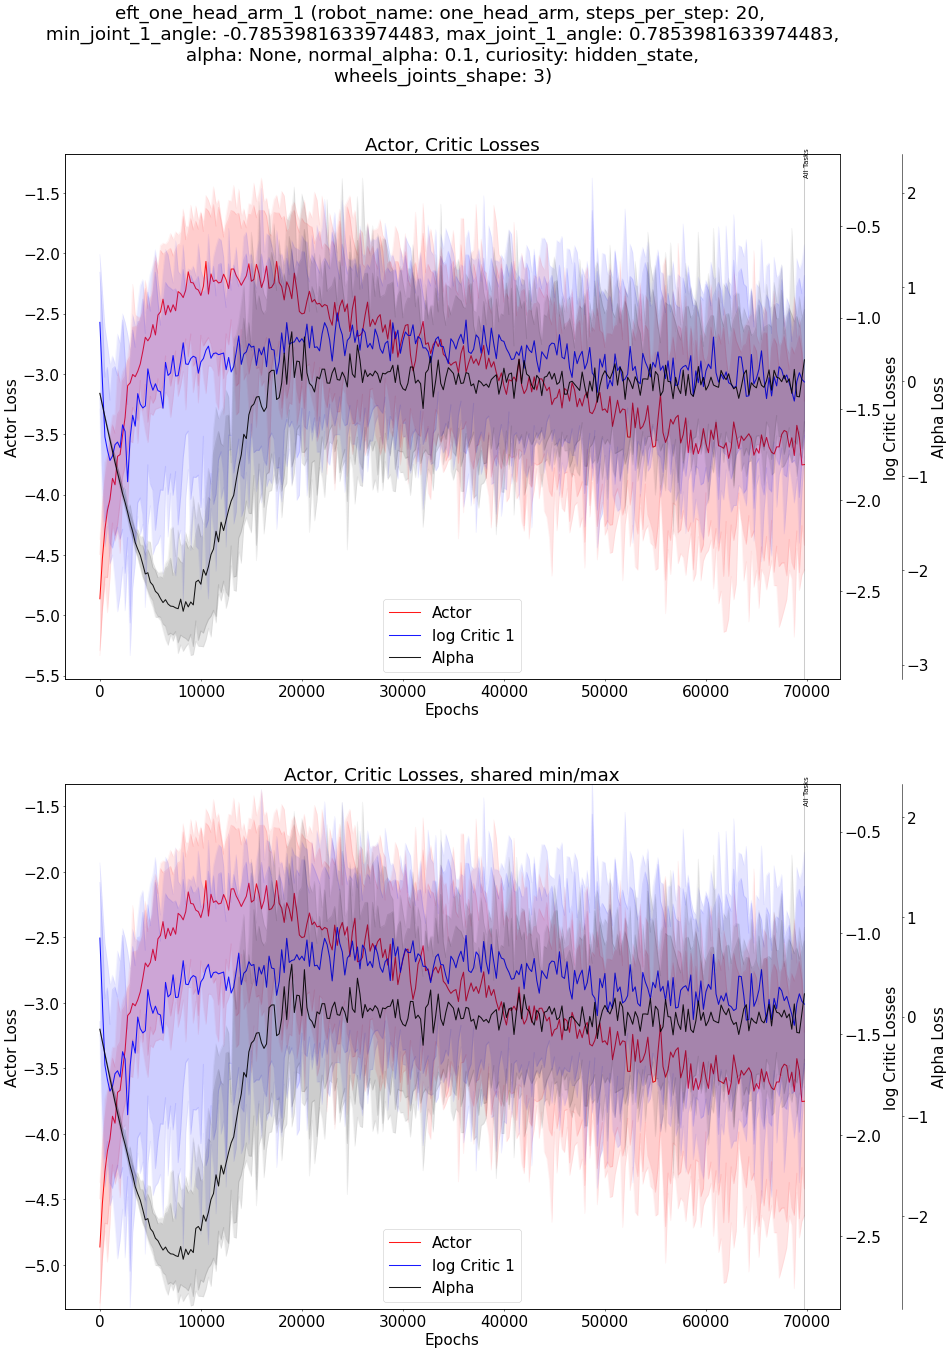 eft_one_head_arm_1 (robot_name: one_head_arm, steps_per_step: 20,
min_joint_1_angle: -0.7853981633974483, max_joint_1_angle: 0.7853981633974483,
alpha: None, normal_alpha: 0.1, curiosity: hidden_state,
wheels_joints_shape: 3)
Actor, Critic Losses
All Tasks
−1.5
−2.0
−2.5
−3.0
−3.5
−4.0
−4.5
−5.0
−5.5
Actor Loss
−0.5
−1.0
−1.5
−2.0
−2.5
log Critic Losses
2
1
0
−1
−2
−3
Alpha Loss
Actor
log Critic 1
Alpha
0 10000 20000 30000 40000 50000 60000 70000
Epochs
Actor, Critic Losses, shared min/max
All Tasks
−1.5
−2.0
−2.5
−3.0
−3.5
−4.0
−4.5
−5.0
Actor Loss
−0.5
−1.0
−1.5
−2.0
−2.5
log Critic Losses
2
1
0
−1
−2
Alpha Loss
Actor
log Critic 1
Alpha
0 10000 20000 30000 40000 50000 60000 70000
Epochs